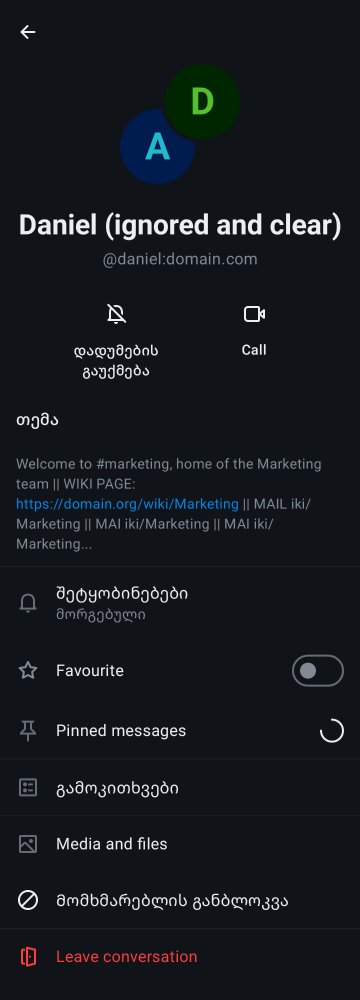 D
A
Daniel (ignored and clear)
@daniel:domain.com
დადუმების
გაუქმება
Call
თემა
Welcome to #marketing, home of the Marketing
team || WIKI PAGE:
https://domain.org/wiki/Marketing || MAIL iki/
Marketing || MAI iki/Marketing || MAI iki/
Marketing...
შეტყობინებები
მორგებული
Favourite
Pinned messages
გამოკითხვები
Media and files
მომხმარებლის განბლოკვა
Leave conversation